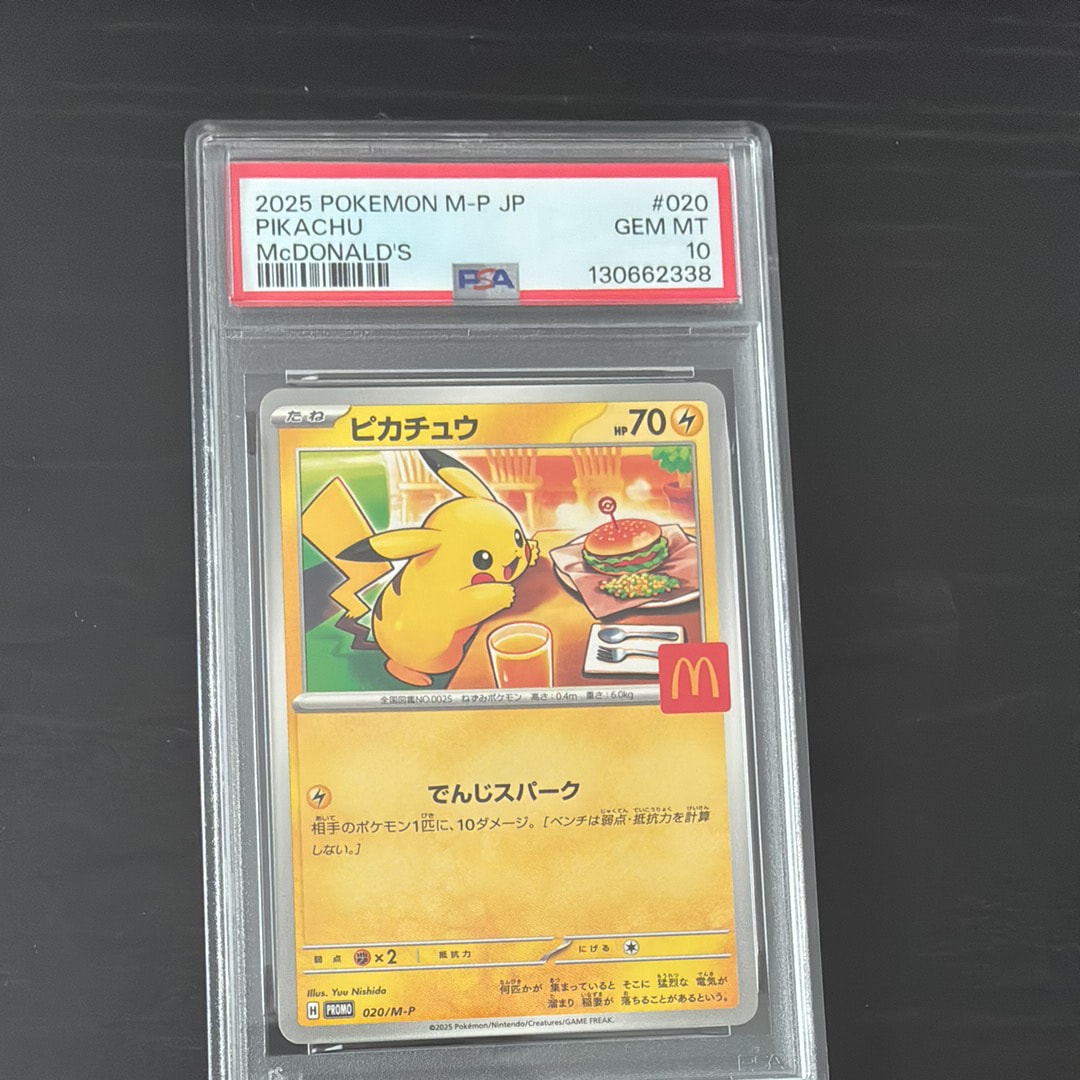 2025 POKEMON M-P JP #020
PIKACHU GEM MT
McDONALD'S 10
PSA 130662338
たね ピカチュウ HP70
全国図鑑NO.0025 ねずみポケモン 高さ:0.4m 重さ:6.0kg
でんじスパーク
相手のポケモン1匹に、10ダメージ。[ベンチは弱点・抵抗力を計算
しない。]
弱点 ×2 抵抗力 にげる
Illus. Yuu Nishida
何匹かが 集まっていると そこに 猛烈な 電気が
溜まり 稲妻が 落ちることがあるという。
H PROMO 020/M-P
©2025 Pokémon/Nintendo/Creatures/GAME FREAK.
PSA